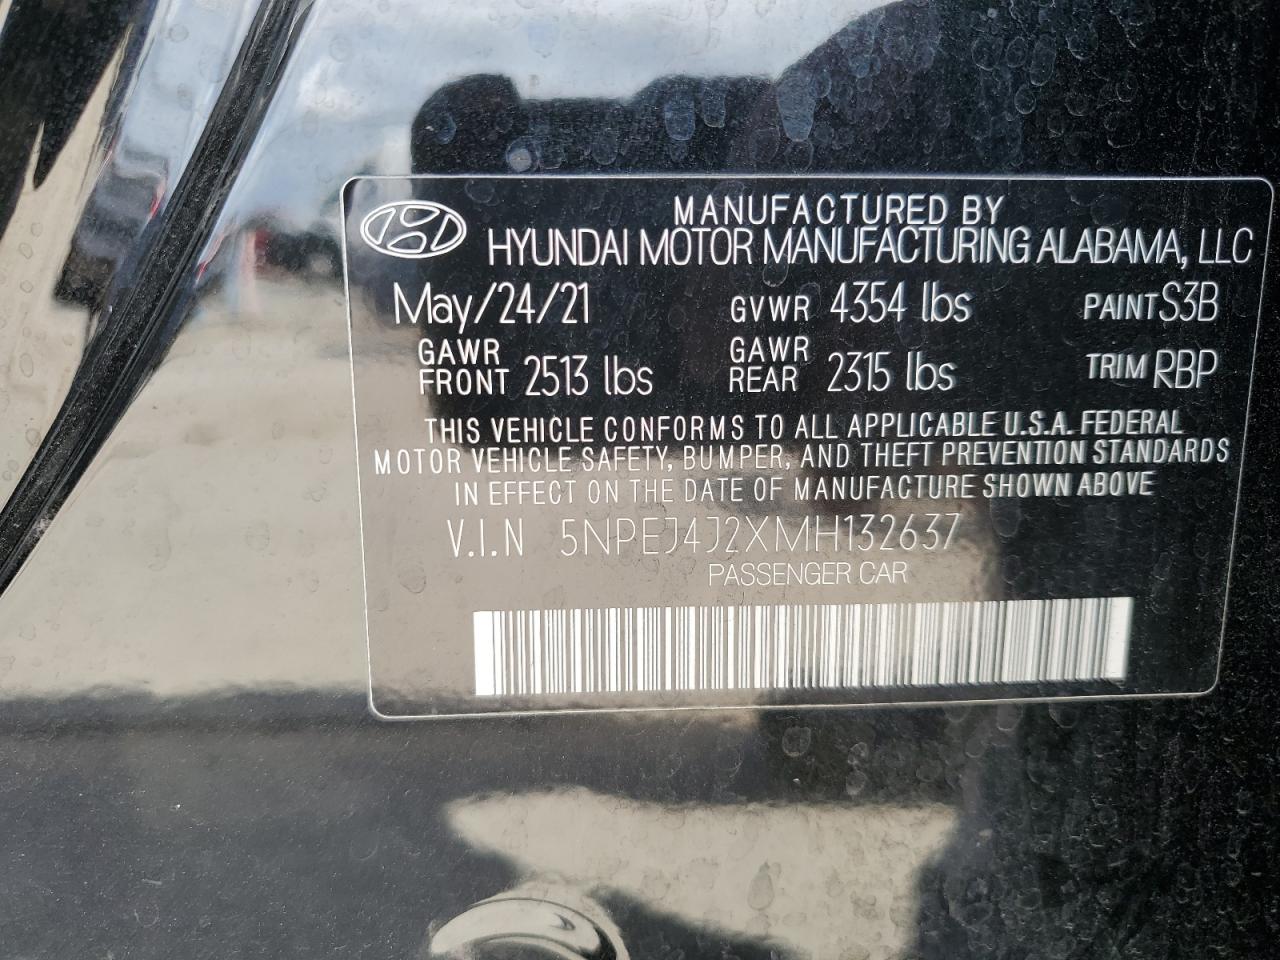 MANUFACTURED BY
HYUNDAI MOTOR MANUFACTURING ALABAMA, LLC
May/24/21 GVWR 4354 lbs PAINT S3B
GAWR FRONT 2513 lbs GAWR REAR 2315 lbs TRIM RBP
THIS VEHICLE CONFORMS TO ALL APPLICABLE U.S.A. FEDERAL
MOTOR VEHICLE SAFETY, BUMPER, AND THEFT PREVENTION STANDARDS
IN EFFECT ON THE DATE OF MANUFACTURE SHOWN ABOVE
V.I.N 5NPEJ4J2XMH132637
PASSENGER CAR